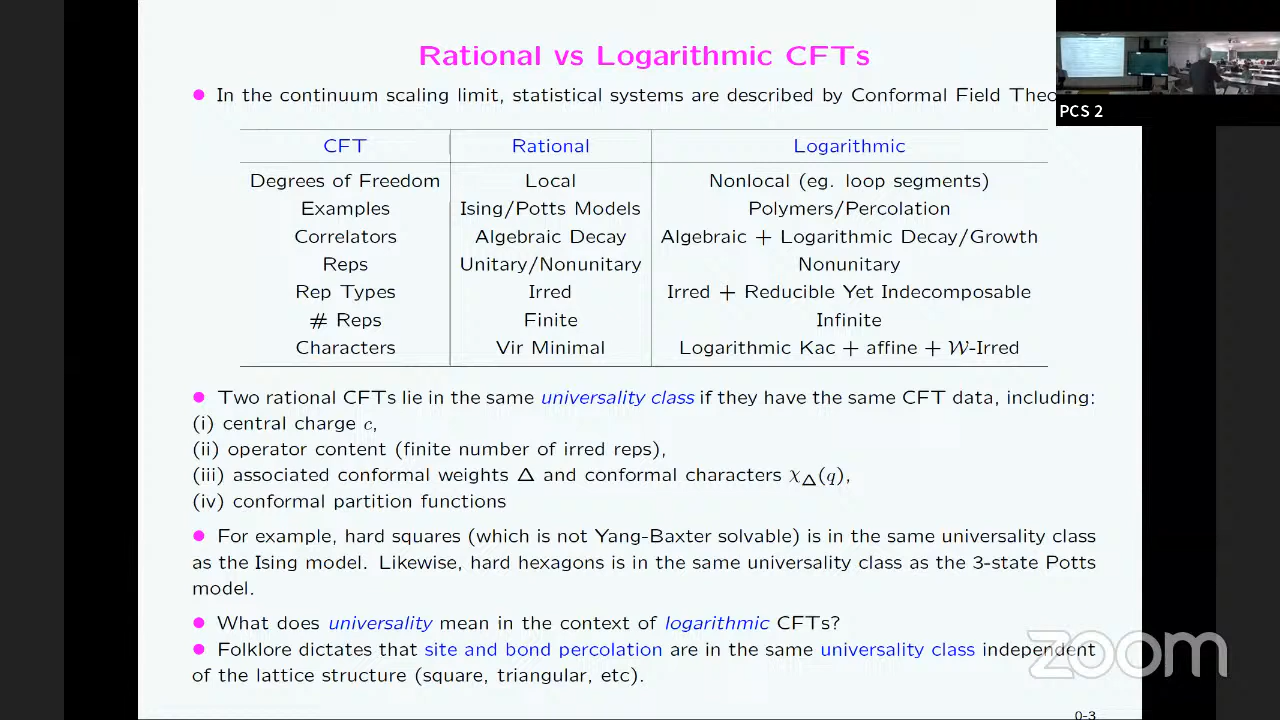 Rational vs Logarithmic CFTs
● In the continuum scaling limit, statistical systems are described by Conformal Field Theo
CFT Rational Logarithmic
Degrees of Freedom Local Nonlocal (eg. loop segments)
Examples Ising/Potts Models Polymers/Percolation
Correlators Algebraic Decay Algebraic + Logarithmic Decay/Growth
Reps Unitary/Nonunitary Nonunitary
Rep Types Irred Irred + Reducible Yet Indecomposable
# Reps Finite Infinite
Characters Vir Minimal Logarithmic Kac + affine + 𝒲-Irred
● Two rational CFTs lie in the same universality class if they have the same CFT data, including:
(i) central charge c,
(ii) operator content (finite number of irred reps),
(iii) associated conformal weights Δ and conformal characters χ_Δ(q),
(iv) conformal partition functions
● For example, hard squares (which is not Yang-Baxter solvable) is in the same universality class
as the Ising model. Likewise, hard hexagons is in the same universality class as the 3-state Potts
model.
● What does universality mean in the context of logarithmic CFTs?
● Folklore dictates that site and bond percolation are in the same universality class independent
of the lattice structure (square, triangular, etc).
0-3
PCS 2
zoom